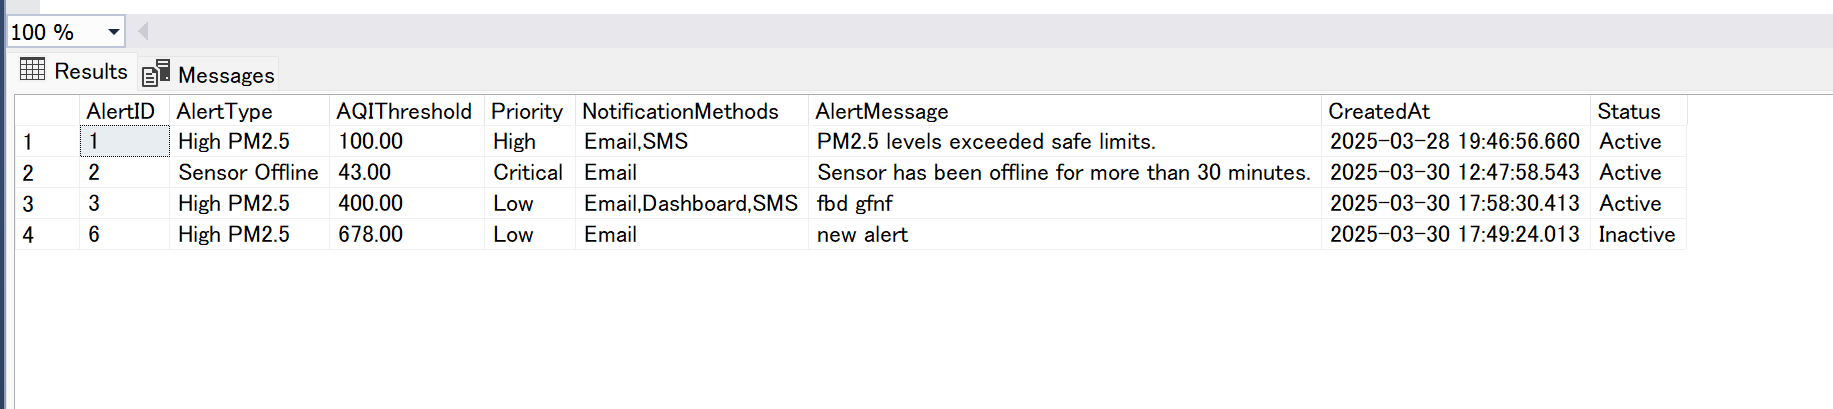 100 %
Results Messages
AlertID AlertType AQIThreshold Priority NotificationMethods AlertMessage CreatedAt Status
1 1 High PM2.5 100.00 High Email,SMS PM2.5 levels exceeded safe limits. 2025-03-28 19:46:56.660 Active
2 2 Sensor Offline 43.00 Critical Email Sensor has been offline for more than 30 minutes. 2025-03-30 12:47:58.543 Active
3 3 High PM2.5 400.00 Low Email,Dashboard,SMS fbd gfnf 2025-03-30 17:58:30.413 Active
4 6 High PM2.5 678.00 Low Email new alert 2025-03-30 17:49:24.013 Inactive